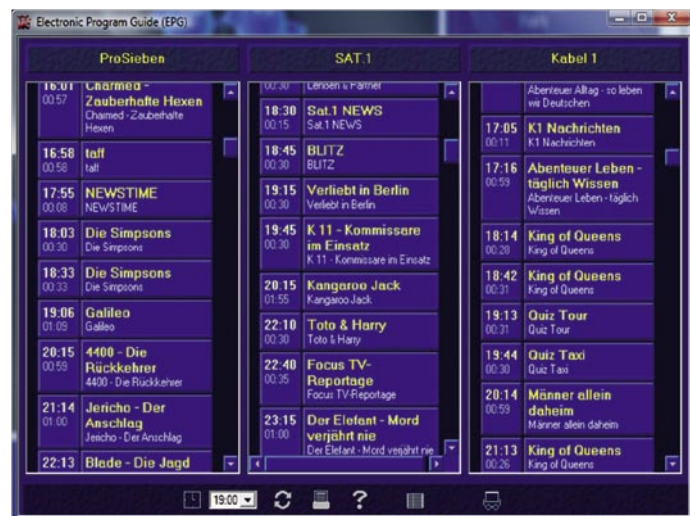 Electronic Program Guide (EPG)
ProSieben
16:01 Charmed -
00:57 Zauberhafte Hexen
Charmed - Zauberhafte
Hexen
16:58 taff
00:58 taff
17:55 NEWSTIME
00:08 NEWSTIME
18:03 Die Simpsons
00:30 Die Simpsons
18:33 Die Simpsons
00:33 Die Simpsons
19:06 Galileo
01:09 Galileo
20:15 4400 - Die
00:59 Rückkehrer
4400 - Die Rückkehrer
21:14 Jericho - Der
01:00 Anschlag
Jericho - Der Anschlag
22:13 Blade - Die Jagd
SAT.1
00:30 Lenßen & Partner
18:30 Sat.1 NEWS
00:15 Sat.1 NEWS
18:45 BLITZ
00:30 BLITZ
19:15 Verliebt in Berlin
00:30 Verliebt in Berlin
19:45 K 11 - Kommissare
00:30 im Einsatz
K 11 - Kommissare im Einsatz
20:15 Kangaroo Jack
01:55 Kangaroo Jack
22:10 Toto & Harry
00:30 Toto & Harry
22:40 Focus TV-
00:35 Reportage
Focus TV-Reportage
23:15 Der Elefant - Mord
01:00 verjährt nie
Der Elefant - Mord verjährt nie
Kabel 1
Abenteuer Alltag - so leben
wir Deutschen
17:05 K1 Nachrichten
00:11 K1 Nachrichten
17:16 Abenteuer Leben -
00:59 täglich Wissen
Abenteuer Leben - täglich
Wissen
18:14 King of Queens
00:28 King of Queens
18:42 King of Queens
00:31 King of Queens
19:13 Quiz Tour
00:31 Quiz Tour
19:44 Quiz Taxi
00:30 Quiz Taxi
20:14 Männer allein
00:59 daheim
Männer allein daheim
21:13 King of Queens
00:26 King of Queens
19:00
?